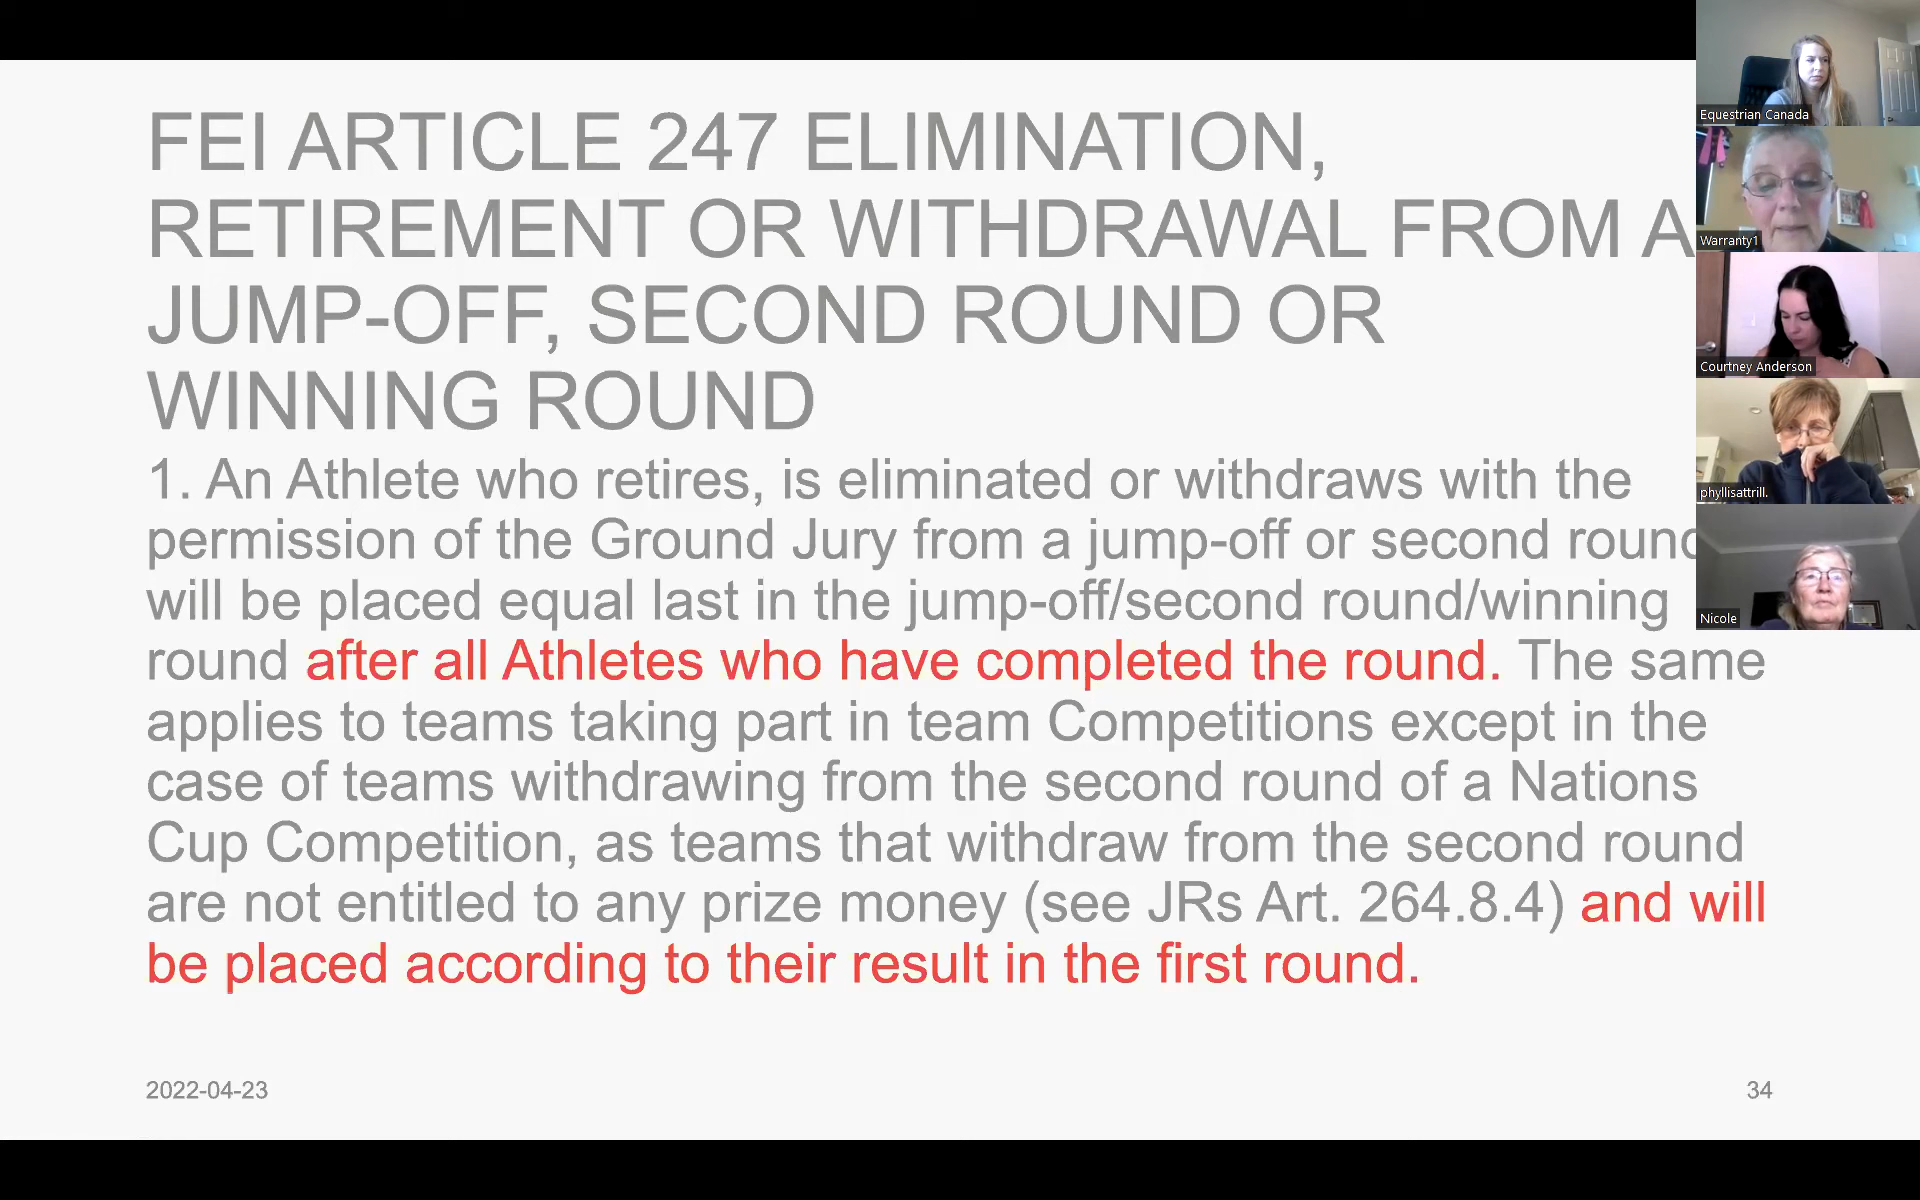 FEI ARTICLE 247 ELIMINATION,
RETIREMENT OR WITHDRAWAL FROM A
JUMP-OFF, SECOND ROUND OR
WINNING ROUND
1. An Athlete who retires, is eliminated or withdraws with the
permission of the Ground Jury from a jump-off or second round
will be placed equal last in the jump-off/second round/winning
round after all Athletes who have completed the round. The same
applies to teams taking part in team Competitions except in the
case of teams withdrawing from the second round of a Nations
Cup Competition, as teams that withdraw from the second round
are not entitled to any prize money (see JRs Art. 264.8.4) and will
be placed according to their result in the first round.
2022-04-23
34
Equestrian Canada
Warranty1
Courtney Anderson
phyllisattrill.
Nicole